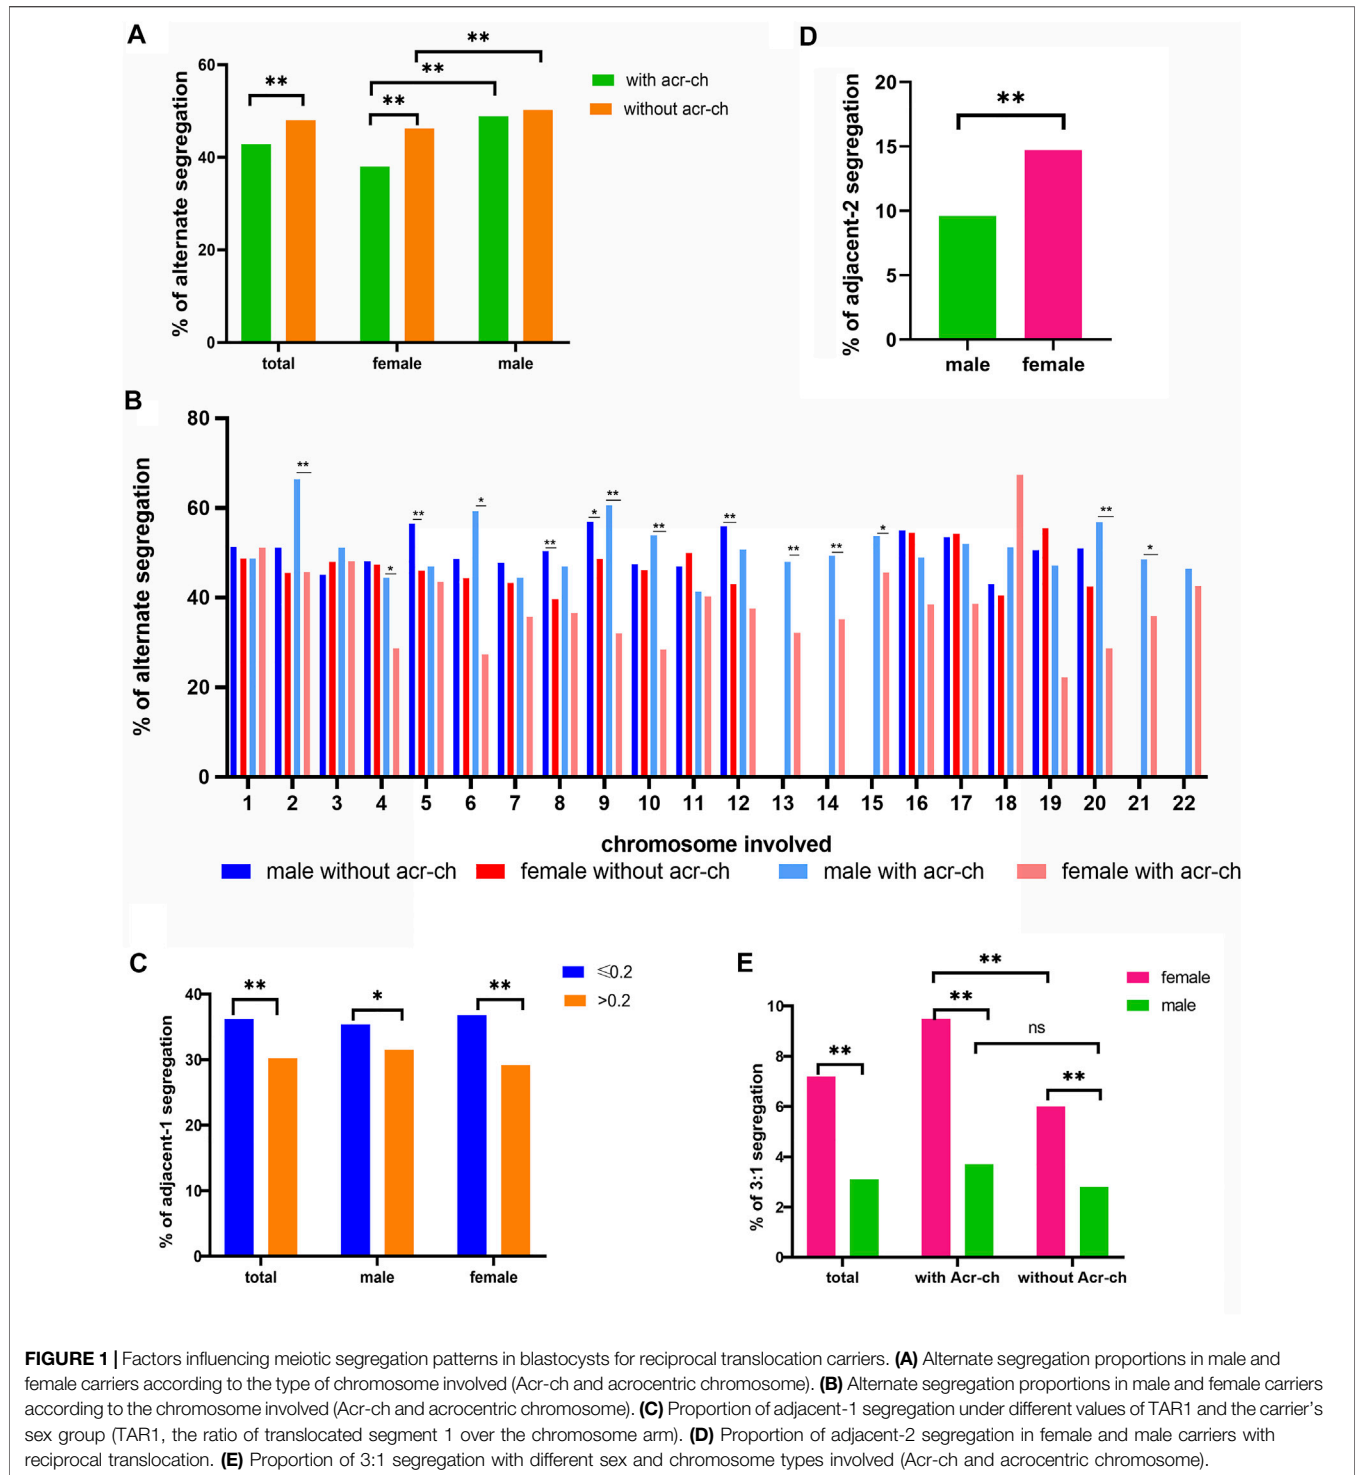 A
% of alternate segregation
60
40
20
0
**
**
**
**
total
female
male
with acr-ch
without acr-ch
D
% of adjacent-2 segregation
20
15
10
5
0
**
male
female
B
% of alternate segregation
80
60
40
20
0
**
*
**
*
**
*
**
**
**
**
**
*
**
*
1 2 3 4 5 6 7 8 9 10 11 12 13 14 15 16 17 18 19 20 21 22
chromosome involved
male without acr-ch
female without acr-ch
male with acr-ch
female with acr-ch
C
% of adjacent-1 segregation
40
30
20
10
0
**
*
**
total
male
female
≤0.2
>0.2
E
% of 3:1 segregation
10
8
6
4
2
0
**
**
**
ns
**
total
with Acr-ch
without Acr-ch
female
male
FIGURE 1 | Factors influencing meiotic segregation patterns in blastocysts for reciprocal translocation carriers. (A) Alternate segregation proportions in male and
female carriers according to the type of chromosome involved (Acr-ch and acrocentric chromosome). (B) Alternate segregation proportions in male and female carriers
according to the chromosome involved (Acr-ch and acrocentric chromosome). (C) Proportion of adjacent-1 segregation under different values of TAR1 and the carrier's
sex group (TAR1, the ratio of translocated segment 1 over the chromosome arm). (D) Proportion of adjacent-2 segregation in female and male carriers with
reciprocal translocation. (E) Proportion of 3:1 segregation with different sex and chromosome types involved (Acr-ch and acrocentric chromosome).